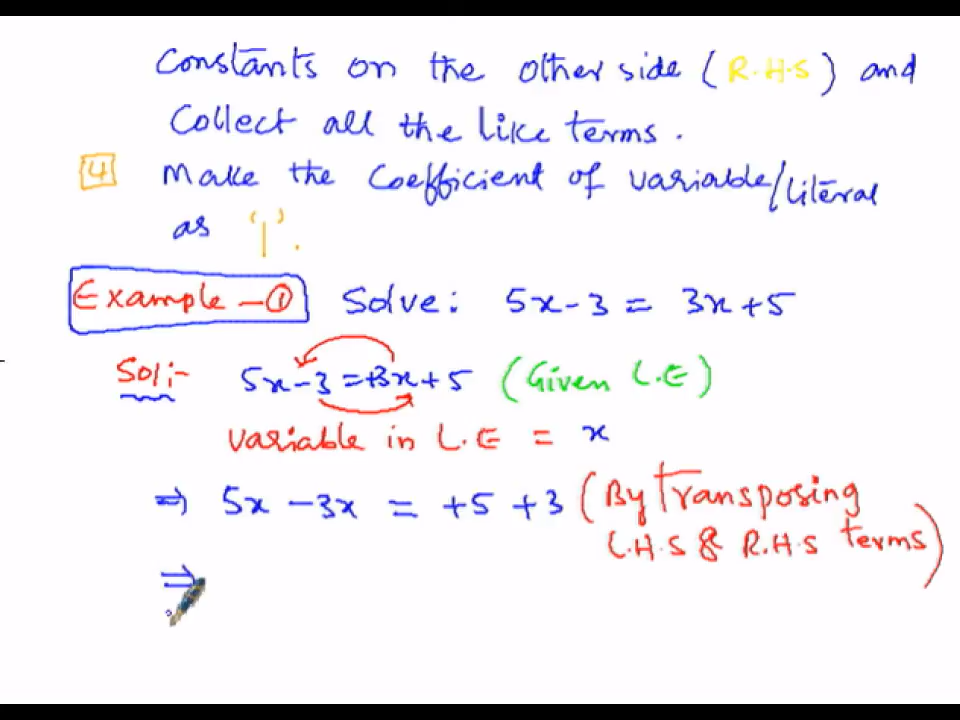 Constants on the other side (R.H.S) and
Collect all the like terms.
4 Make the Coefficient of variable/literal
as '1'.
Example-① Solve: 5x-3 = 3x+5
Sol:- 5x-3=+3x+5 (Given L.E)
variable in L.E = x
⇒ 5x -3x = +5 +3 (By Transposing
L.H.S & R.H.S terms)
⇒